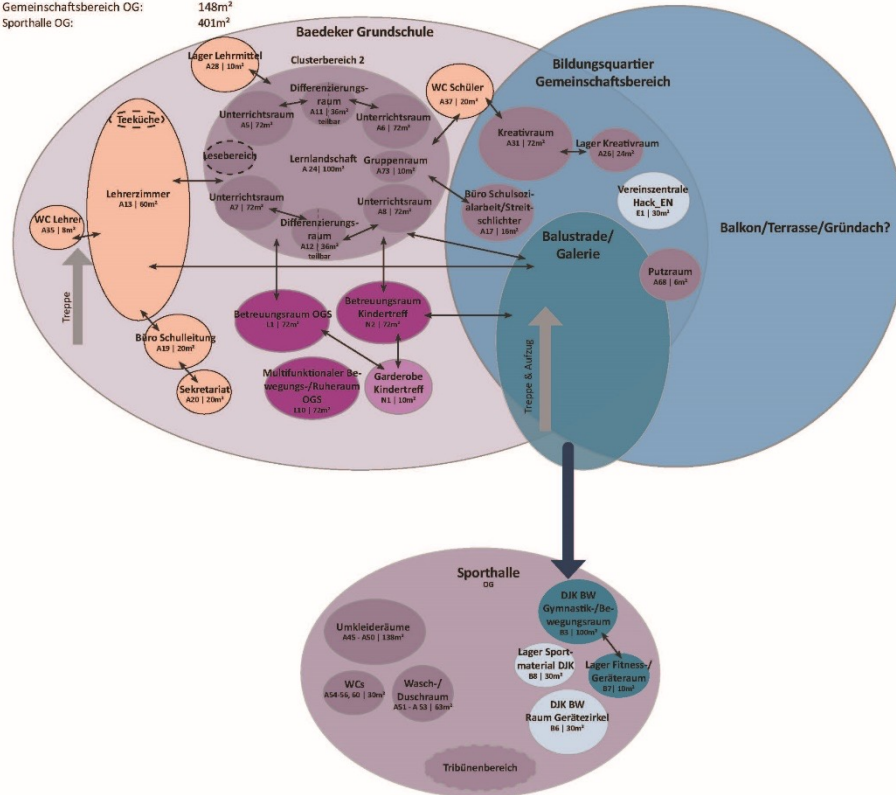 Gemeinschaftsbereich OG: 148m²
Sporthalle OG: 401m²
Baedeker Grundschule
Bildungsquartier
Gemeinschaftsbereich
Balkon/Terrasse/Gründach?
Lager Lehrmittel
A28 | 10m²
Clusterbereich 2
Differenzierungs-
raum
A11 | 36m²
teilbar
Unterrichtsraum
A5 | 72m²
Unterrichtsraum
A6 | 72m²
Lesebereich
Lernlandschaft
A 24 | 100m²
Gruppenraum
A73 | 10m²
Unterrichtsraum
A7 | 72m²
Unterrichtsraum
A8 | 72m²
Differenzierungs-
raum
A12 | 36m²
teilbar
WC Schüler
A37 | 20m²
Kreativraum
A31 | 72m²
Lager Kreativraum
A26 | 24m²
Büro Schulsozi-
alarbeit/Streit-
schlichter
A17 | 16m²
Vereinszentrale
Hack_EN
E1 | 30m²
Balustrade/
Galerie
Putzraum
A68 | 6m²
Treppe & Aufzug
Teeküche
Lehrerzimmer
A13 | 60m²
WC Lehrer
A35 | 8m²
Treppe
Büro Schulleitung
A19 | 20m²
Sekretariat
A20 | 20m²
Betreuungsraum OGS
L1 | 72m²
Betreuungsraum
Kindertreff
N2 | 72m²
Multifunktionaler Be-
wegungs-/Ruheraum
OGS
L10 | 72m²
Garderobe
Kindertreff
N1 | 10m²
Sporthalle
OG
Umkleideräume
A45 - A50 | 138m²
WCs
A54-56, 60 | 30m²
Wasch-/
Duschraum
A51 - A 53 | 63m²
DJK BW
Gymnastik-/Be-
wegungsraum
B3 | 100m²
Lager Sport-
material DJK
B8 | 30m²
Lager Fitness-/
Geräteraum
B7 | 10m²
DJK BW
Raum Gerätezirkel
B6 | 30m²
Tribünenbereich